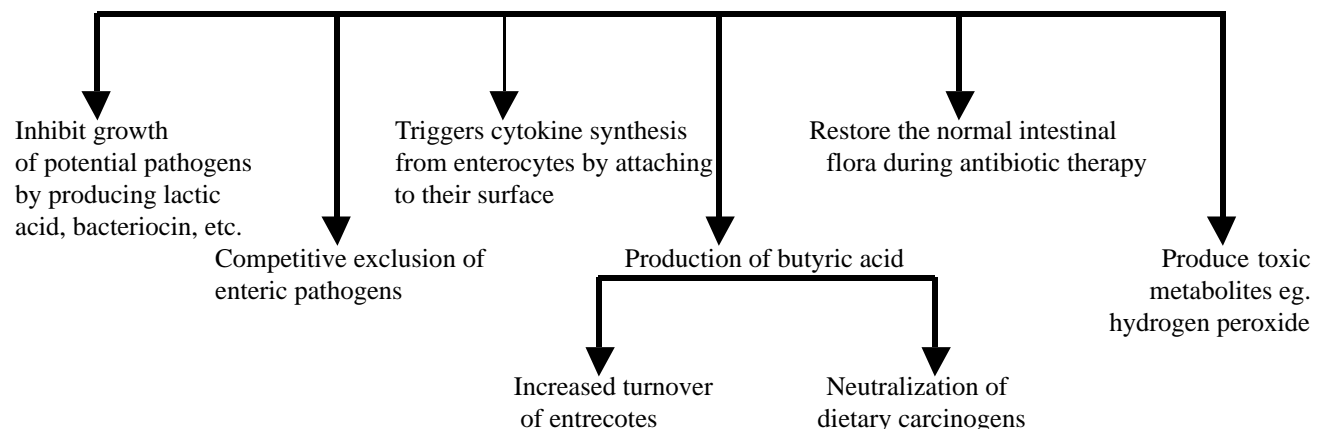 Inhibit growth
of potential pathogens
by producing lactic
acid, bacteriocin, etc.
Competitive exclusion of
enteric pathogens
Triggers cytokine synthesis
from enterocytes by attaching
to their surface
Production of butyric acid
Increased turnover
of entrecotes
Neutralization of
dietary carcinogens
Restore the normal intestinal
flora during antibiotic therapy
Produce toxic
metabolites eg.
hydrogen peroxide